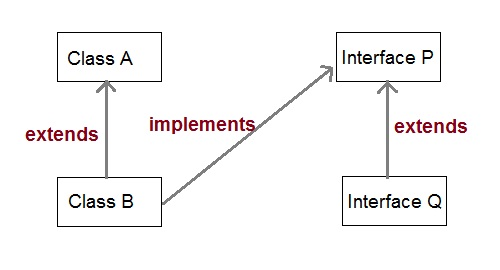 Class A
Interface P
implements
extends
extends
Class B
Interface Q